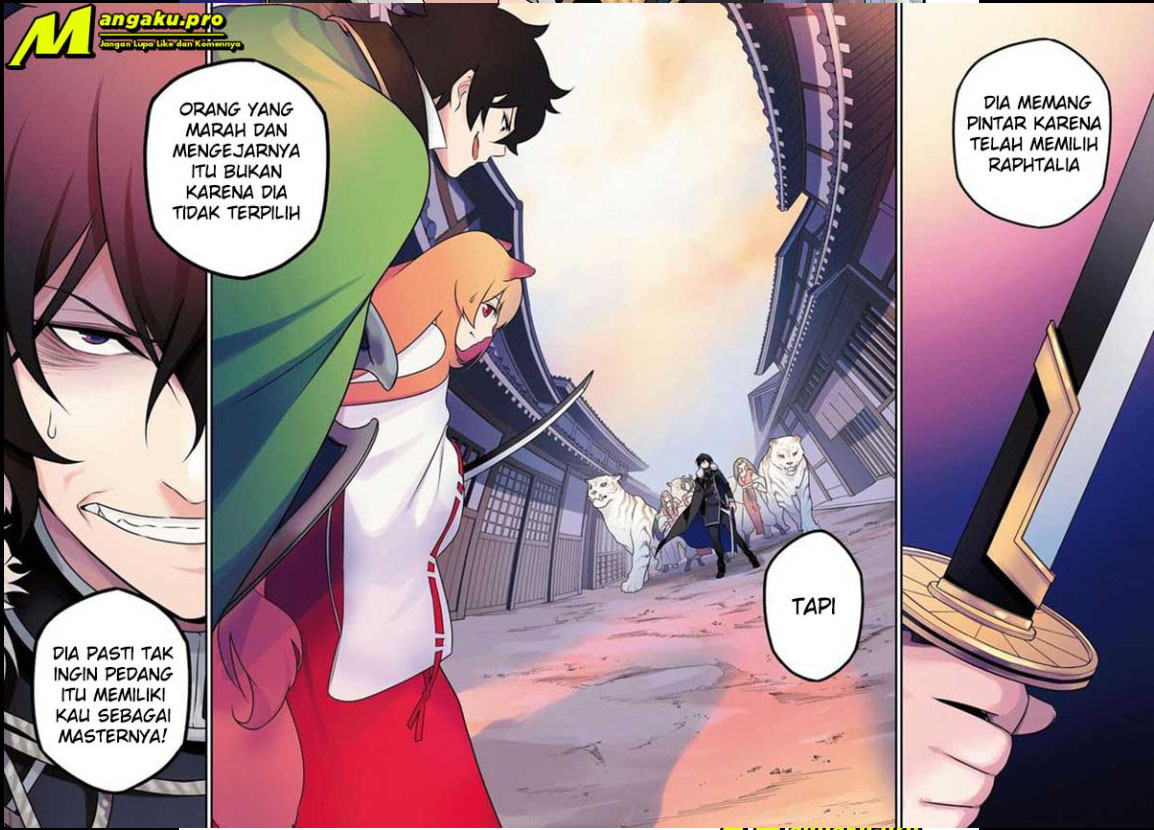 Mangaku.pro
Jangan Lupa Like dan Komennya
DIA MEMANG
PINTAR KARENA
TELAH MEMILIH
RAPHTALIA
ORANG YANG
MARAH DAN
MENGEJARNYA
ITU BUKAN
KARENA DIA
TIDAK TERPILIH
TAPI
DIA PASTI TAK
INGIN PEDANG
ITU MEMILIKI
KAU SEBAGAI
MASTERNYA!